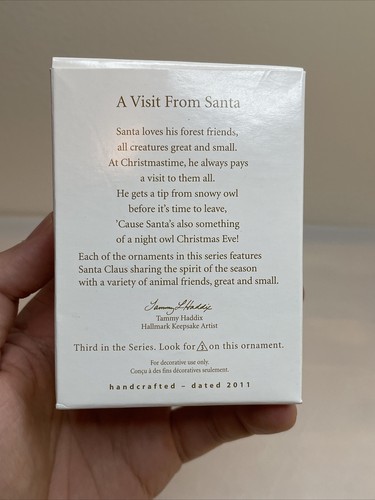 A Visit From Santa
Santa loves his forest friends,
all creatures great and small.
At Christmastime, he always pays
a visit to them all.
He gets a tip from snowy owl
before it's time to leave,
'Cause Santa's also something
of a night owl Christmas Eve!
Each of the ornaments in this series features
Santa Claus sharing the spirit of the season
with a variety of animal friends, great and small.
Tammy L Haddix
Tammy Haddix
Hallmark Keepsake Artist
Third in the Series. Look for 3 on this ornament.
For decorative use only.
Conçu à des fins décoratives seulement.
handcrafted – dated 2011